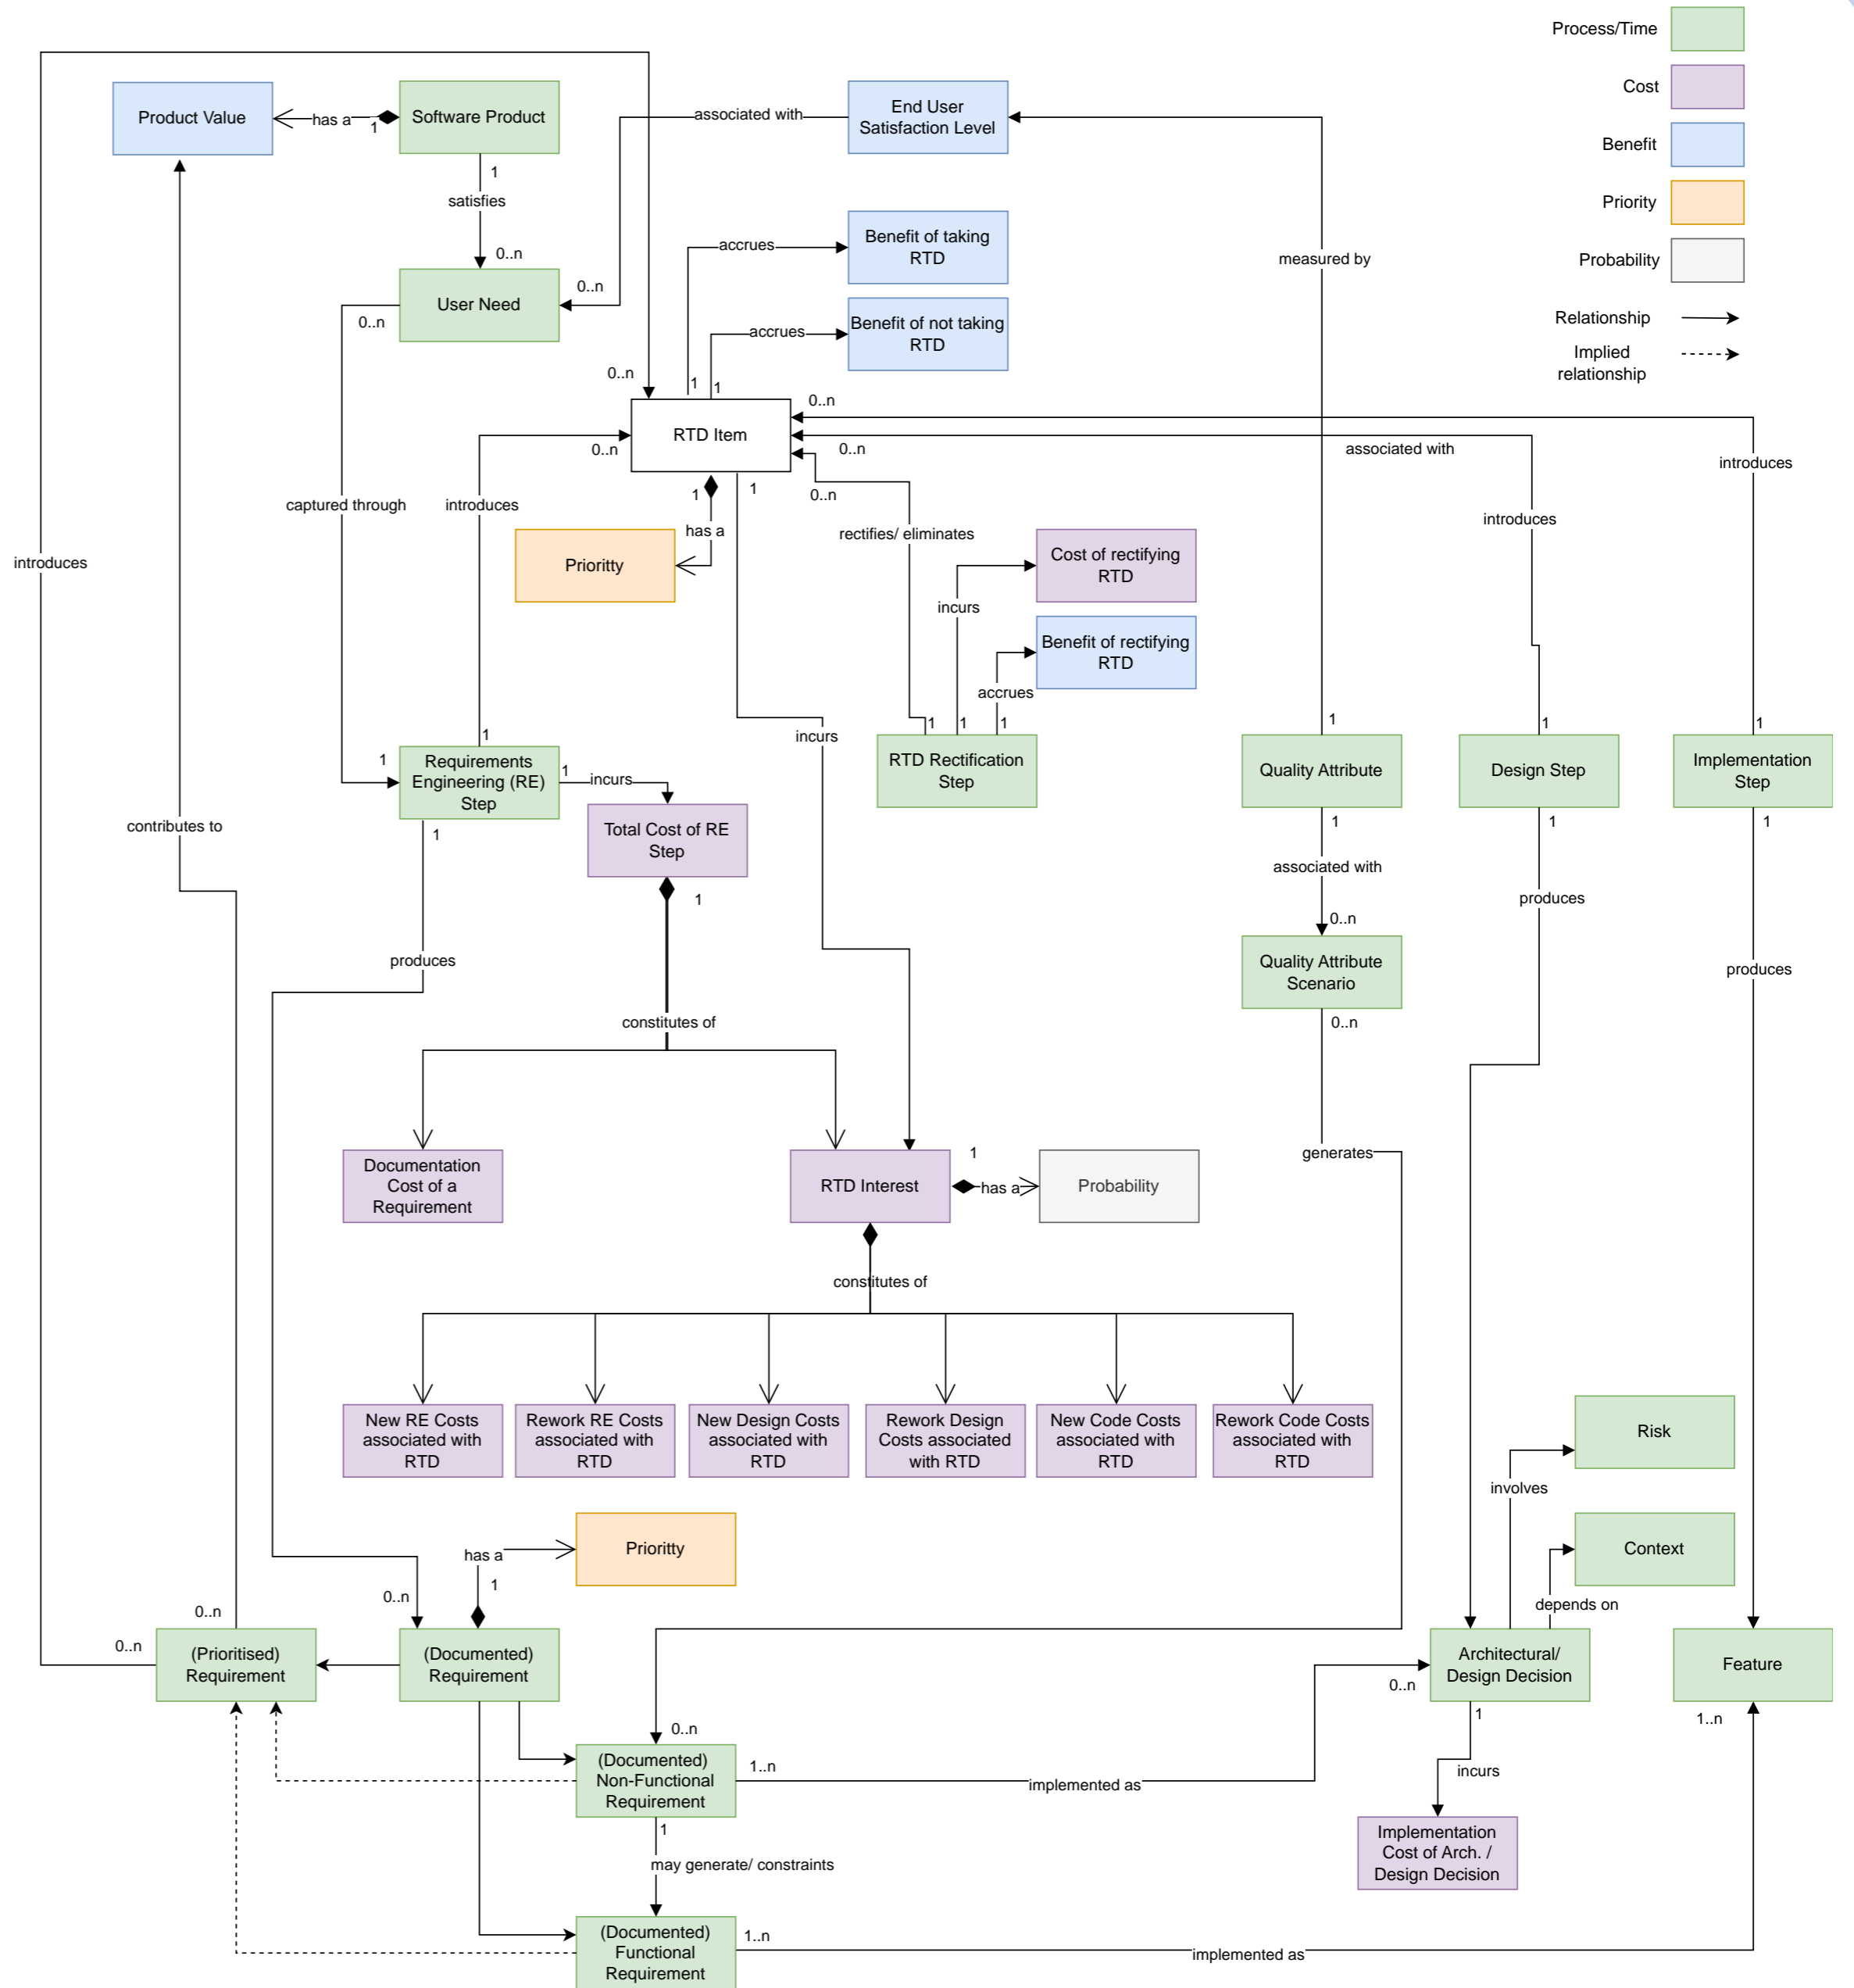 Process/Time
Cost
Benefit
Priority
Probability
Relationship
Implied
relationship
Product Value
has a
1
Software Product
1
satisfies
0..n
User Need
0..n
0..n
associated with
End User
Satisfaction Level
measured by
accrues
Benefit of taking
RTD
accrues
Benefit of not taking
RTD
1
1
0..n
RTD Item
0..n
0..n
0..n
0..n
associated with
introduces
introduces
captured through
introduces
introduces
1
1
has a
Prioritty
rectifies/ eliminates
Cost of rectifying
RTD
incurs
Benefit of rectifying
RTD
accrues
1
1
1
incurs
RTD Rectification
Step
1
Quality Attribute
1
1
Design Step
1
1
Implementation
Step
1
1
1
Requirements
Engineering (RE)
Step
1
1
incurs
Total Cost of RE
Step
1
contributes to
produces
constitutes of
associated with
0..n
Quality Attribute
Scenario
0..n
produces
produces
generates
Documentation
Cost of a
Requirement
RTD Interest
1
has a
Probability
constitutes of
New RE Costs
associated with
RTD
Rework RE Costs
associated with
RTD
New Design Costs
associated with
RTD
Rework Design
Costs associated
with RTD
New Code Costs
associated with
RTD
Rework Code Costs
associated with
RTD
Risk
involves
Context
depends on
has a
1
Prioritty
0..n
0..n
0..n
(Prioritised)
Requirement
(Documented)
Requirement
Architectural/
Design Decision
0..n
1
Feature
1..n
0..n
(Documented)
Non-Functional
Requirement
1..n
implemented as
incurs
Implementation
Cost of Arch. /
Design Decision
1
may generate/ constraints
(Documented)
Functional
Requirement
1..n
implemented as